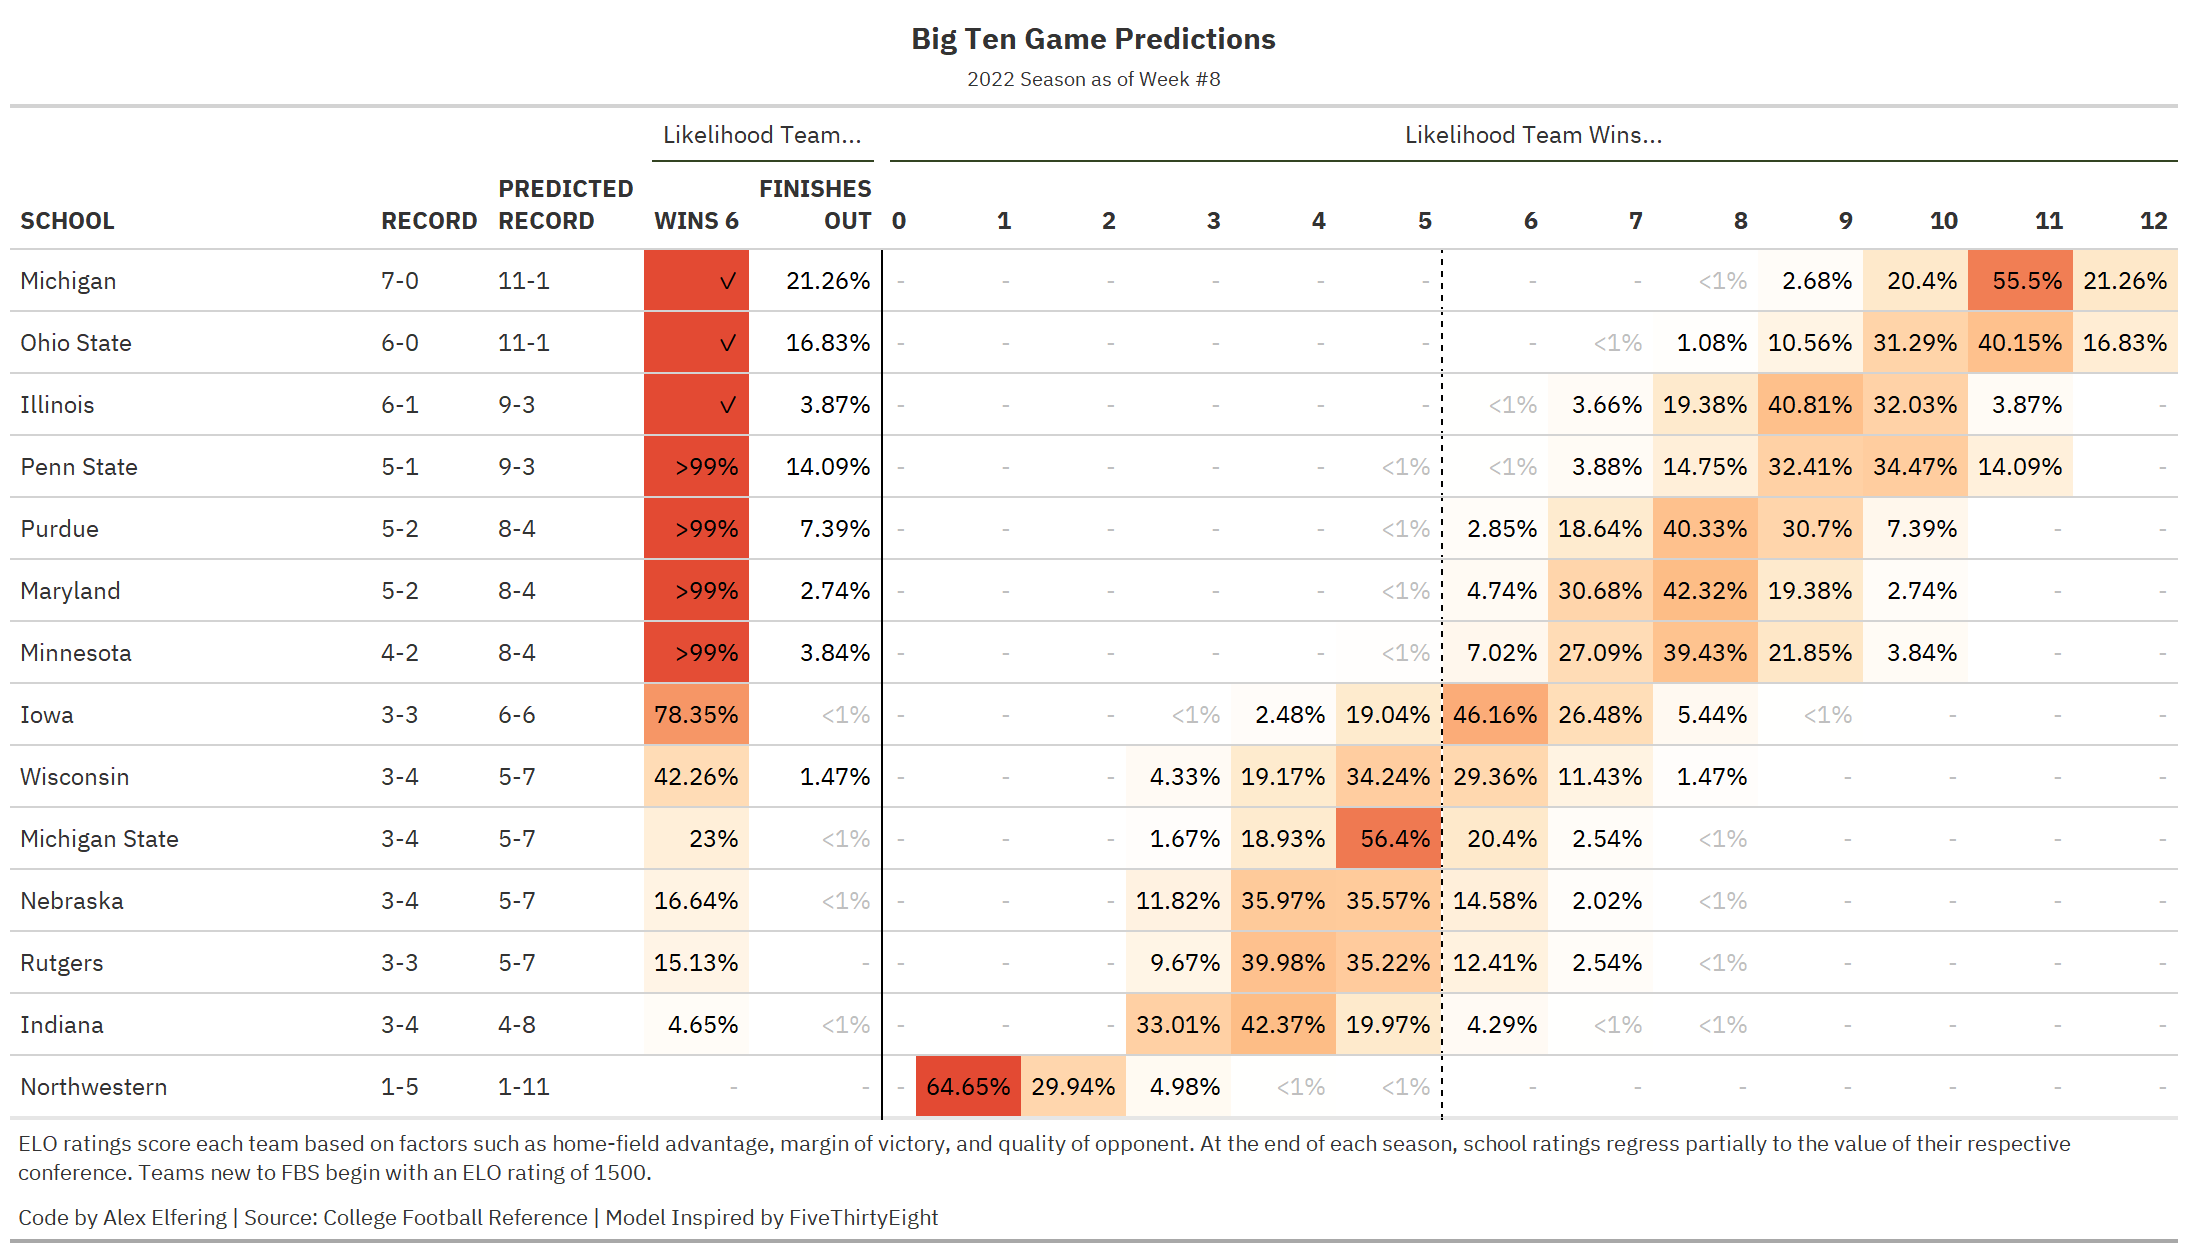 Big Ten Game Predictions
2022 Season as of Week #8
Likelihood Team... Likelihood Team Wins...
SCHOOL RECORD PREDICTED RECORD WINS 6 FINISHES OUT 0 1 2 3 4 5 6 7 8 9 10 11 12
Michigan 7-0 11-1 ✓ 21.26% - - - - - - - - <1% 2.68% 20.4% 55.5% 21.26%
Ohio State 6-0 11-1 ✓ 16.83% - - - - - - - <1% 1.08% 10.56% 31.29% 40.15% 16.83%
Illinois 6-1 9-3 ✓ 3.87% - - - - - - <1% 3.66% 19.38% 40.81% 32.03% 3.87% -
Penn State 5-1 9-3 >99% 14.09% - - - - - <1% <1% 3.88% 14.75% 32.41% 34.47% 14.09% -
Purdue 5-2 8-4 >99% 7.39% - - - - - <1% 2.85% 18.64% 40.33% 30.7% 7.39% - -
Maryland 5-2 8-4 >99% 2.74% - - - - - <1% 4.74% 30.68% 42.32% 19.38% 2.74% - -
Minnesota 4-2 8-4 >99% 3.84% - - - - - <1% 7.02% 27.09% 39.43% 21.85% 3.84% - -
Iowa 3-3 6-6 78.35% <1% - - - <1% 2.48% 19.04% 46.16% 26.48% 5.44% <1% - - -
Wisconsin 3-4 5-7 42.26% 1.47% - - - 4.33% 19.17% 34.24% 29.36% 11.43% 1.47% - - - -
Michigan State 3-4 5-7 23% <1% - - - 1.67% 18.93% 56.4% 20.4% 2.54% <1% - - - -
Nebraska 3-4 5-7 16.64% <1% - - - 11.82% 35.97% 35.57% 14.58% 2.02% <1% - - - -
Rutgers 3-3 5-7 15.13% - - - - 9.67% 39.98% 35.22% 12.41% 2.54% <1% - - - -
Indiana 3-4 4-8 4.65% <1% - - - 33.01% 42.37% 19.97% 4.29% <1% <1% - - - -
Northwestern 1-5 1-11 - - - 64.65% 29.94% 4.98% <1% <1% - - - - - - -
ELO ratings score each team based on factors such as home-field advantage, margin of victory, and quality of opponent. At the end of each season, school ratings regress partially to the value of their respective
conference. Teams new to FBS begin with an ELO rating of 1500.
Code by Alex Elfering | Source: College Football Reference | Model Inspired by FiveThirtyEight